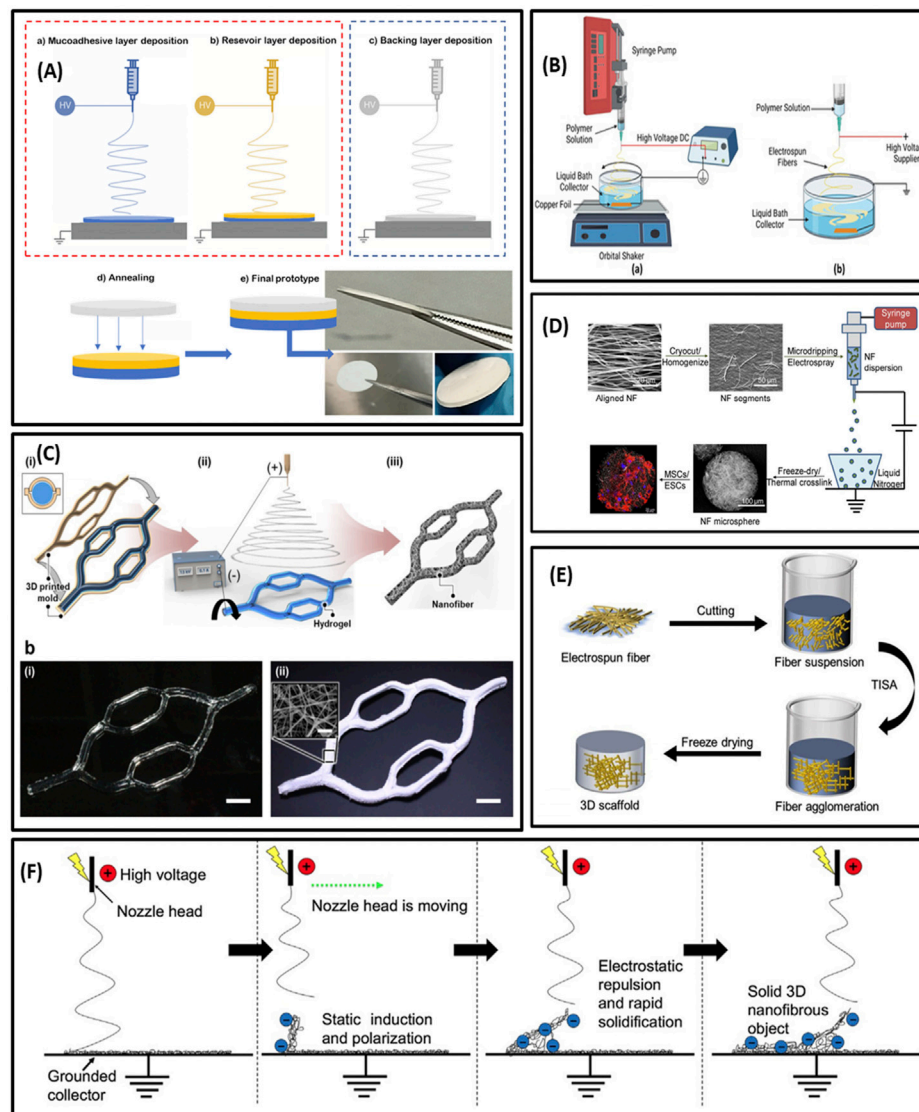 (A)
a) Mucoadhesive layer deposition
b) Resevoir layer deposition
c) Backing layer deposition
HV
HV
HV
d) Annealing
e) Final prototype
(B)
Syringe Pump
Polymer
Solution
High Voltage DC
Liquid Bath
Collector
Copper Foil
Orbital Shaker
(a)
Polymer Solution
Electrospun
Fibers
+
High Volta
Supplier
Liquid Bath
Collector
(b)
(C)
(i)
(ii)
(iii)
(+)
(-)
3D printed
mold
Hydrogel
Nanofiber
b
(i)
(ii)
(D)
Syringe
pump
Cryocut/
Homogenize
Microdripping
Electrospray
NF
dispersion
50 μm
Aligned NF
NF segments
MSCs/
ESCs
Freeze-dry/
Thermal crosslink
Liquid
Nitrogen
100 μm
NF microsphere
(E)
Cutting
Electrospun fiber
Fiber suspension
TISA
Freeze drying
3D scaffold
Fiber agglomeration
(F)
+ High voltage
Nozzle head
Grounded
collector
+
Nozzle head is moving
Static induction
and polarization
+
Electrostatic
repulsion
and rapid
solidification
+
Solid 3D
nanofibrous
object